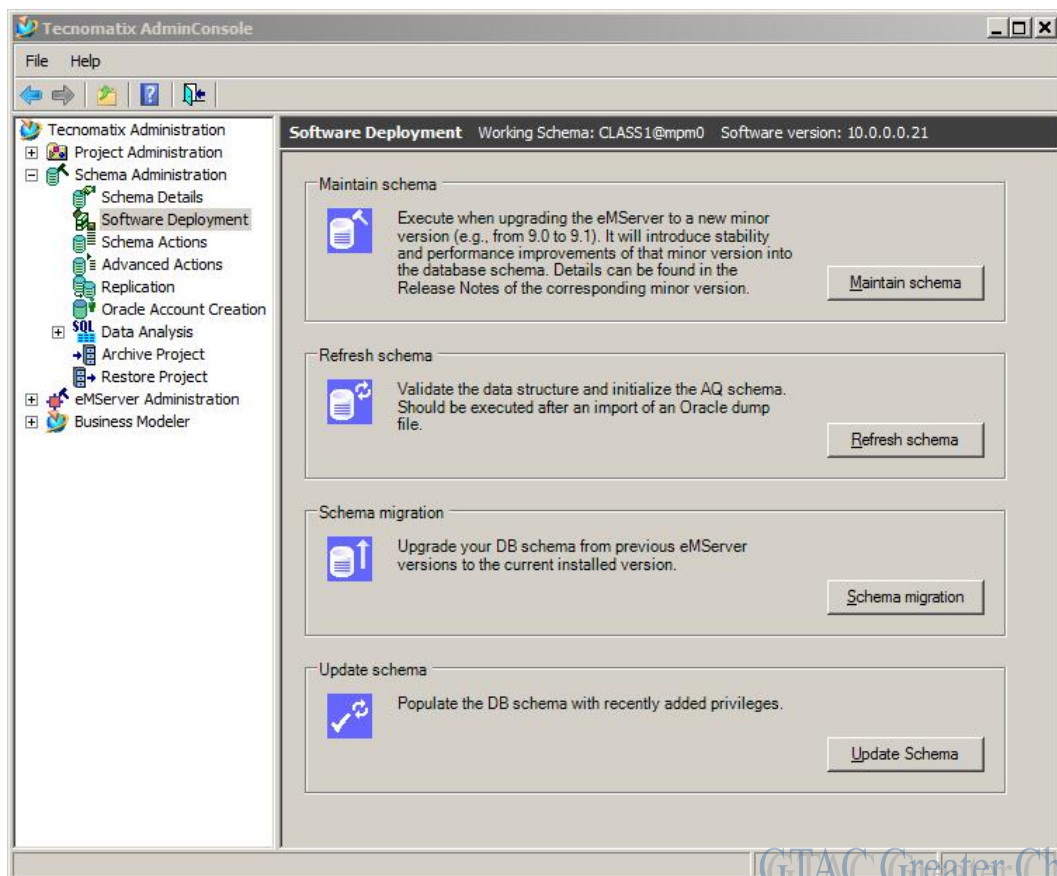 Tecnomatix AdminConsole
File Help
Tecnomatix Administration
Project Administration
Schema Administration
Schema Details
Software Deployment
Schema Actions
Advanced Actions
Replication
Oracle Account Creation
SQL Data Analysis
Archive Project
Restore Project
eMServer Administration
Business Modeler
Software Deployment Working Schema: CLASS1@mpm0 Software version: 10.0.0.0.21
Maintain schema
Execute when upgrading the eMServer to a new minor
version (e.g., from 9.0 to 9.1). It will introduce stability
and performance improvements of that minor version into
the database schema. Details can be found in the
Release Notes of the corresponding minor version.
Maintain schema
Refresh schema
Validate the data structure and initialize the AQ schema.
Should be executed after an import of an Oracle dump
file.
Refresh schema
Schema migration
Upgrade your DB schema from previous eMServer
versions to the current installed version.
Schema migration
Update schema
Populate the DB schema with recently added privileges.
Update Schema
GTAC Greater Ch